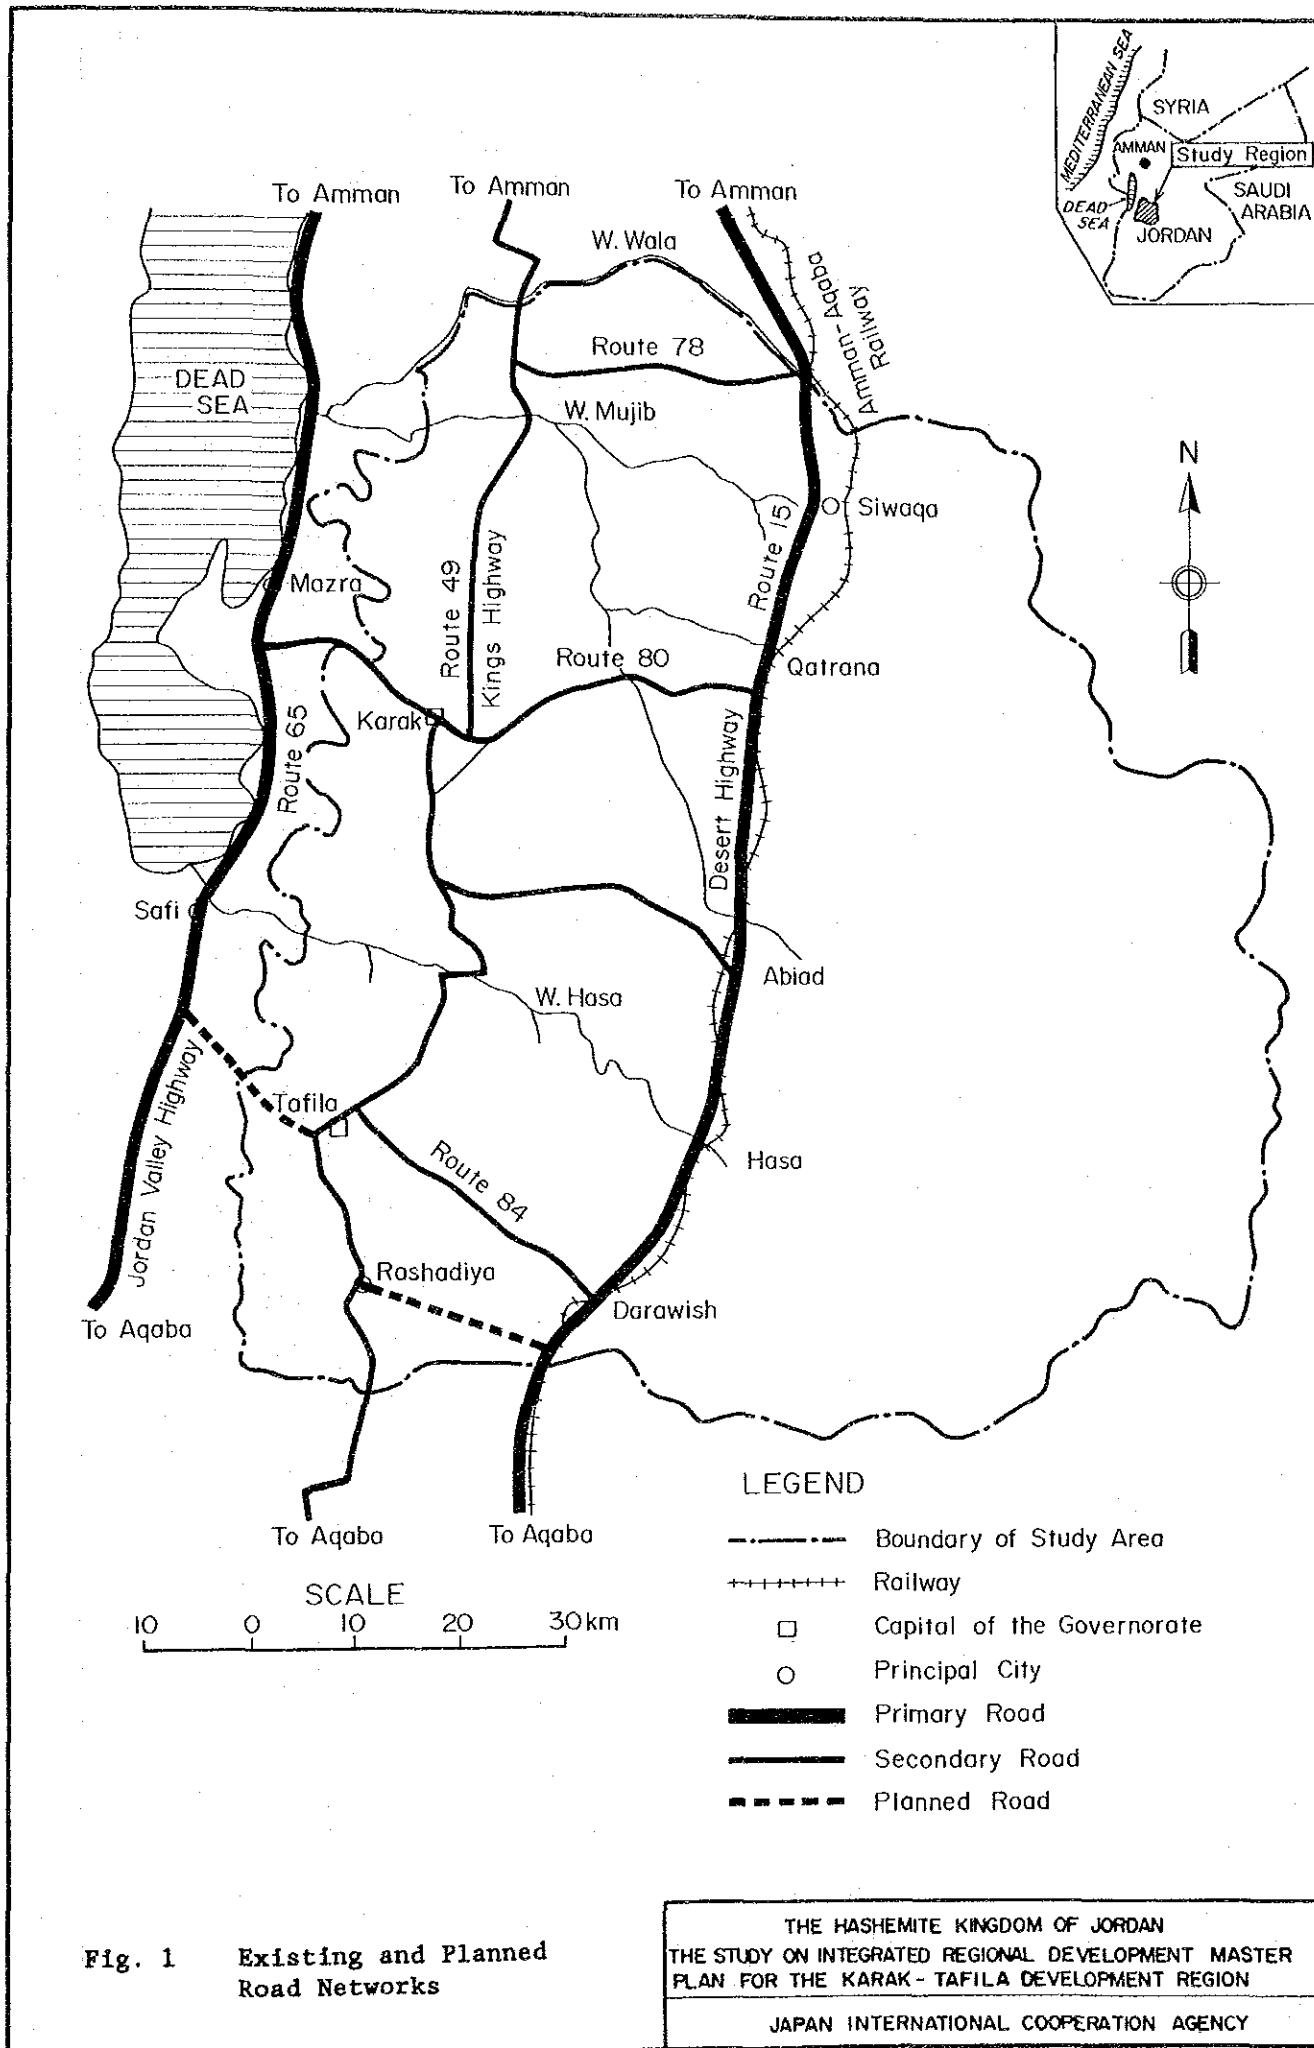 MEDITERRANEAN SEA
SYRIA
AMMAN
Study Region
DEAD
SEA
SAUDI
ARABIA
JORDAN
To Amman
To Amman
To Amman
W. Wala
Amman-Aqaba
Railway
Route 78
DEAD
SEA
W. Mujib
N
Siwaqa
Route 15
Mazra
Route 49
Kings Highway
Route 80
Qatrana
Karak
Route 65
Desert Highway
Safi
Abiad
W. Hasa
Jordan Valley Highway
Tafila
Hasa
Route 84
Rashadiya
Darawish
To Aqaba
To Aqaba
To Aqaba
LEGEND
Boundary of Study Area
Railway
Capital of the Governorate
Principal City
Primary Road
Secondary Road
Planned Road
SCALE
10 0 10 20 30km
Fig. 1 Existing and Planned
Road Networks
THE HASHEMITE KINGDOM OF JORDAN
THE STUDY ON INTEGRATED REGIONAL DEVELOPMENT MASTER
PLAN FOR THE KARAK - TAFILA DEVELOPMENT REGION
JAPAN INTERNATIONAL COOPERATION AGENCY